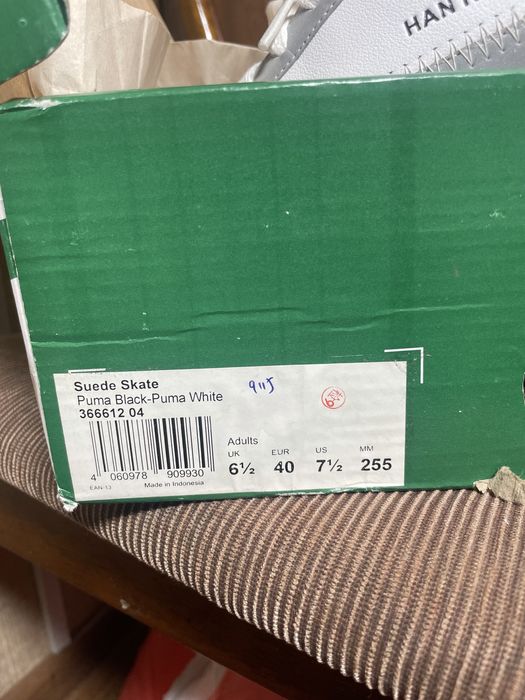 HAN
Suede Skate
Puma Black-Puma White
366612 04
4 060978 909930
EAN-13
Made in Indonesia
Adults
UK EUR US MM
6½ 40 7½ 255